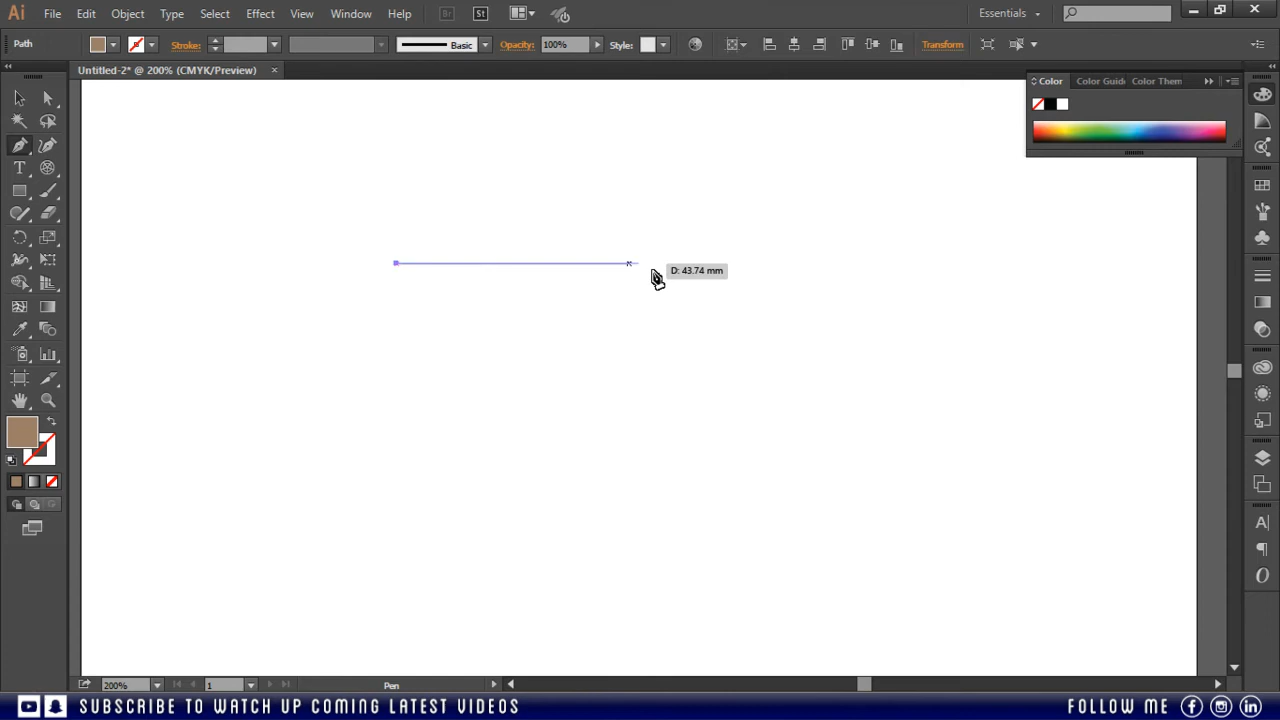 Ai File Edit Object Type Select Effect View Window Help Br St Essentials
Path Stroke: Basic Opacity: 100% Style: Transform
Untitled-2* @ 200% (CMYK/Preview) ×
Color Color Guide Color Them
D: 43.74 mm
200% 1 Pen
SUBSCRIBE TO WATCH UP COMING LATEST VIDEOS FOLLOW ME